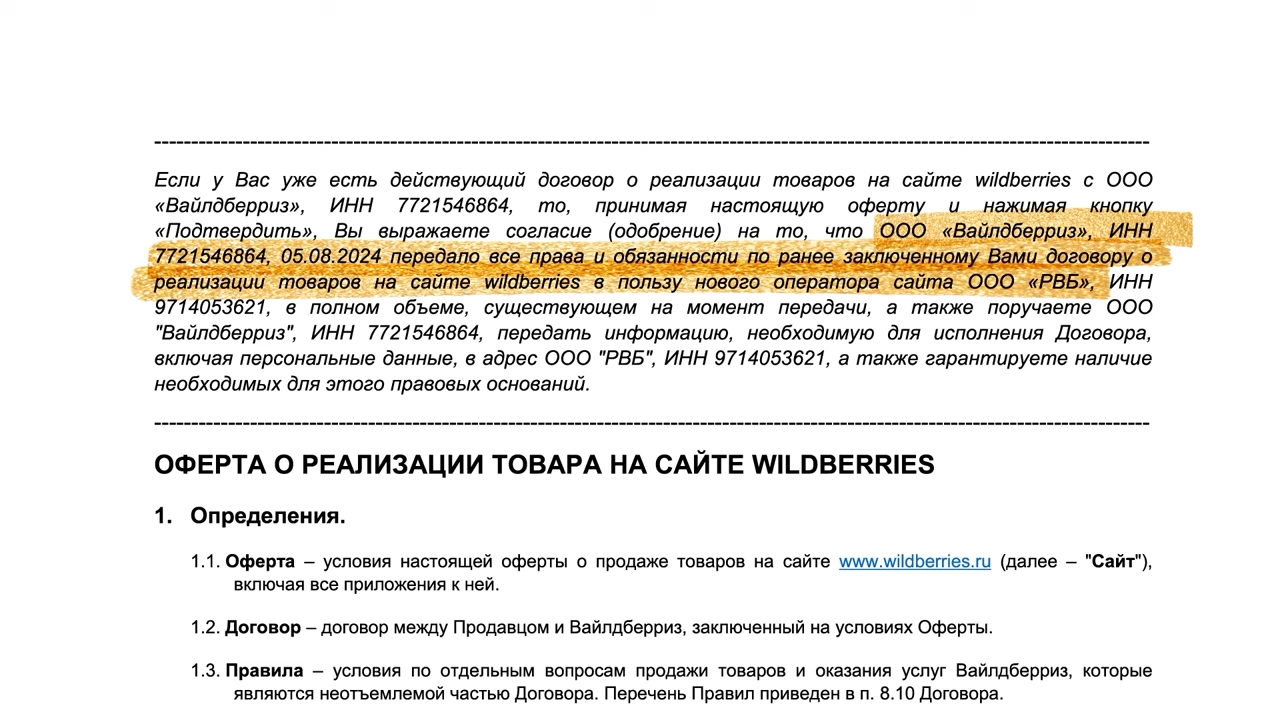 ---------------------------------------------------------------------------------------------------------------
Если у Вас уже есть действующий договор о реализации товаров на сайте wildberries с ООО
«Вайлдберриз», ИНН 7721546864, то, принимая настоящую оферту и нажимая кнопку
«Подтвердить», Вы выражаете согласие (одобрение) на то, что ООО «Вайлдберриз», ИНН
7721546864, 05.08.2024 передало все права и обязанности по ранее заключенному Вами договору о
реализации товаров на сайте wildberries в пользу нового оператора сайта ООО «РВБ», ИНН
9714053621, в полном объеме, существующем на момент передачи, а также поручаете ООО
"Вайлдберриз", ИНН 7721546864, передать информацию, необходимую для исполнения Договора,
включая персональные данные, в адрес ООО "РВБ", ИНН 9714053621, а также гарантируете наличие
необходимых для этого правовых оснований.
---------------------------------------------------------------------------------------------------------------
ОФЕРТА О РЕАЛИЗАЦИИ ТОВАРА НА САЙТЕ WILDBERRIES
1. Определения.
1.1. Оферта – условия настоящей оферты о продаже товаров на сайте www.wildberries.ru (далее – "Сайт"),
включая все приложения к ней.
1.2. Договор – договор между Продавцом и Вайлдберриз, заключенный на условиях Оферты.
1.3. Правила – условия по отдельным вопросам продажи товаров и оказания услуг Вайлдберриз, которые
являются неотъемлемой частью Договора. Перечень Правил приведен в п. 8.10 Договора.